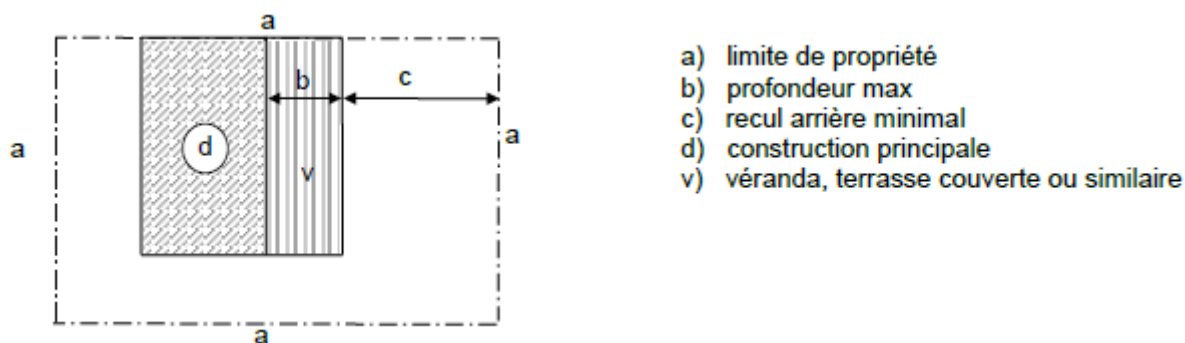 a
b
c
a
a
d
v
a
a) limite de propriété
b) profondeur max
c) recul arrière minimal
d) construction principale
v) véranda, terrasse couverte ou similaire